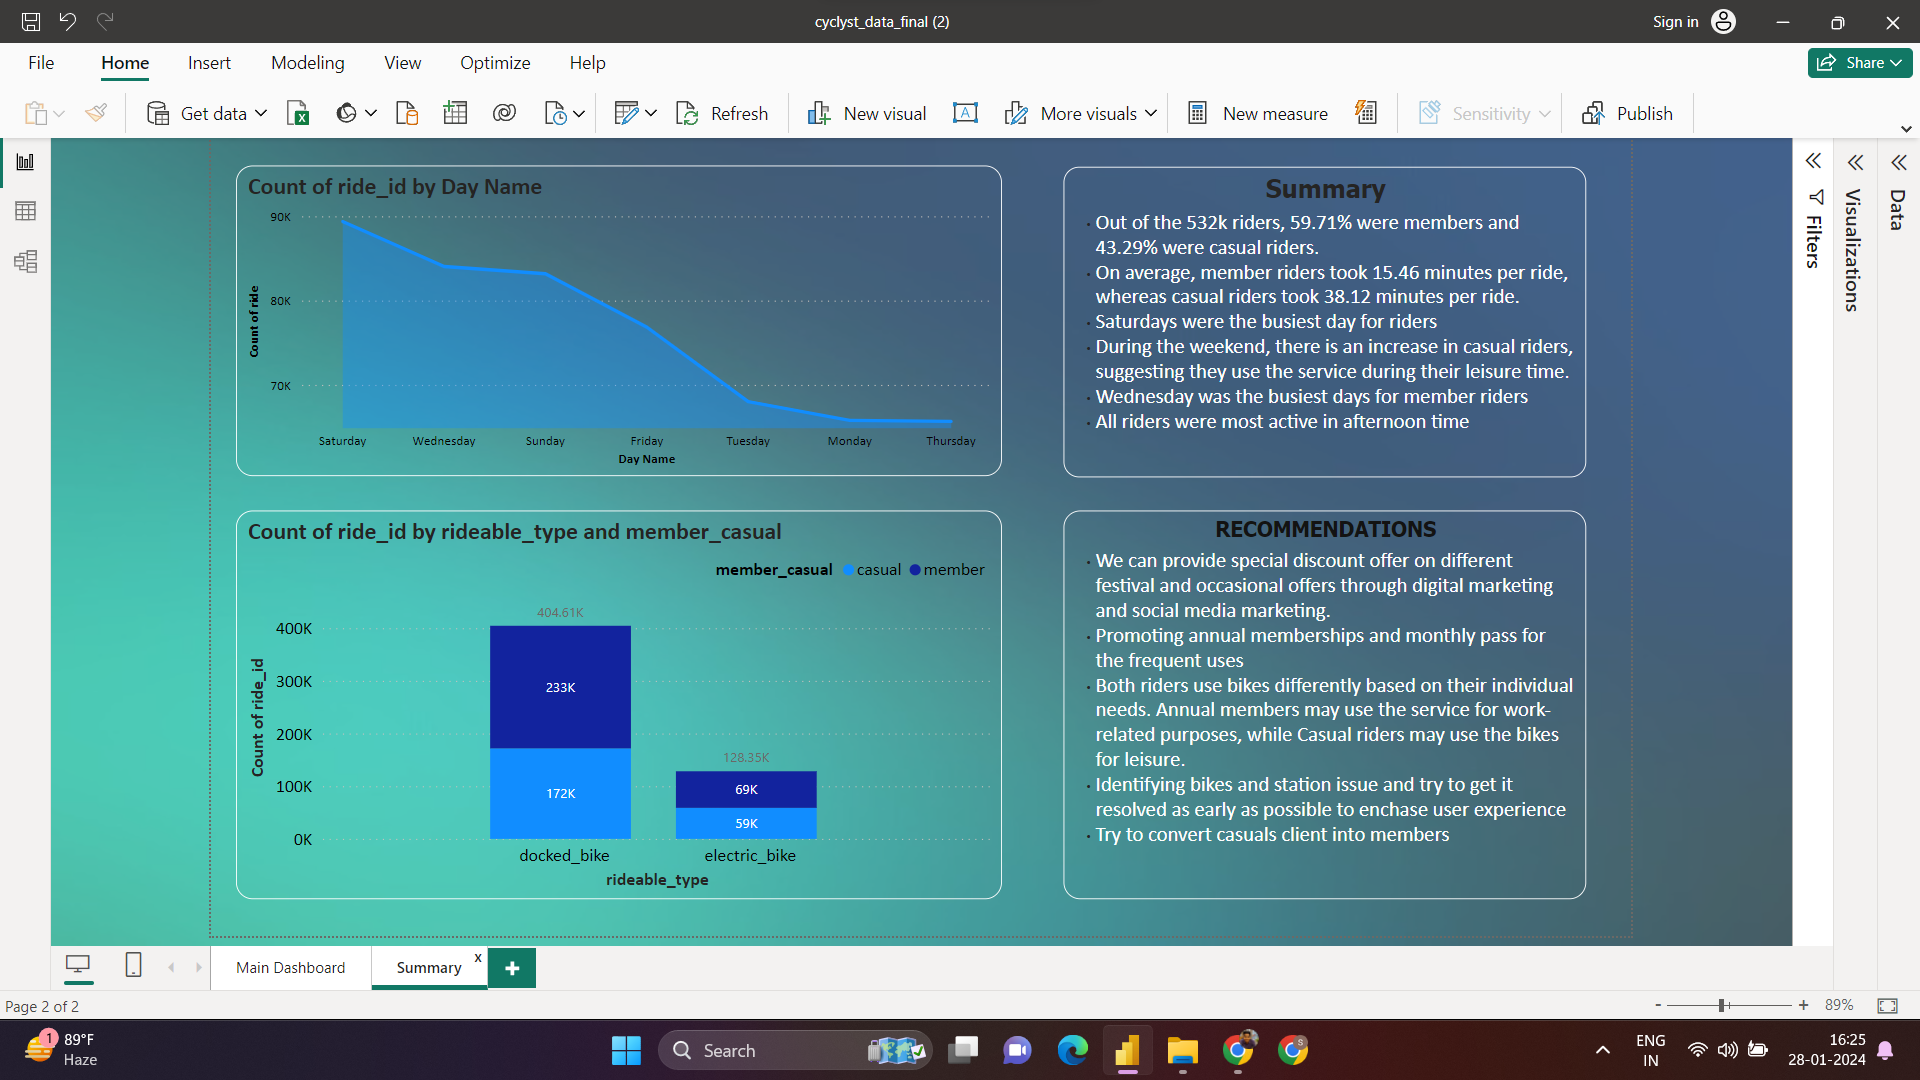 cyclyst_data_final (2)
Sign in
File Home Insert Modeling View Optimize Help
Share
Get data
Refresh
New visual
A
More visuals
New measure
Sensitivity
Publish
Count of ride_id by Day Name
90K
80K
70K
Count of ride
Saturday Wednesday Sunday Friday Tuesday Monday Thursday
Day Name
Summary
· Out of the 532k riders, 59.71% were members and
43.29% were casual riders.
· On average, member riders took 15.46 minutes per ride,
whereas casual riders took 38.12 minutes per ride.
· Saturdays were the busiest day for riders
· During the weekend, there is an increase in casual riders,
suggesting they use the service during their leisure time.
· Wednesday was the busiest days for member riders
· All riders were most active in afternoon time
Filters
Visualizations
Data
Count of ride_id by rideable_type and member_casual
member_casual casual member
404.61K
400K
300K
200K
100K
0K
Count of ride_id
233K
172K
128.35K
69K
59K
docked_bike electric_bike
rideable_type
RECOMMENDATIONS
· We can provide special discount offer on different
festival and occasional offers through digital marketing
and social media marketing.
· Promoting annual memberships and monthly pass for
the frequent uses
· Both riders use bikes differently based on their individual
needs. Annual members may use the service for work-
related purposes, while Casual riders may use the bikes
for leisure.
· Identifying bikes and station issue and try to get it
resolved as early as possible to enchase user experience
· Try to convert casuals client into members
Main Dashboard
Summary
x
+
Page 2 of 2
- + 89%
1
89°F
Haze
Search
S
ENG
IN
16:25
28-01-2024